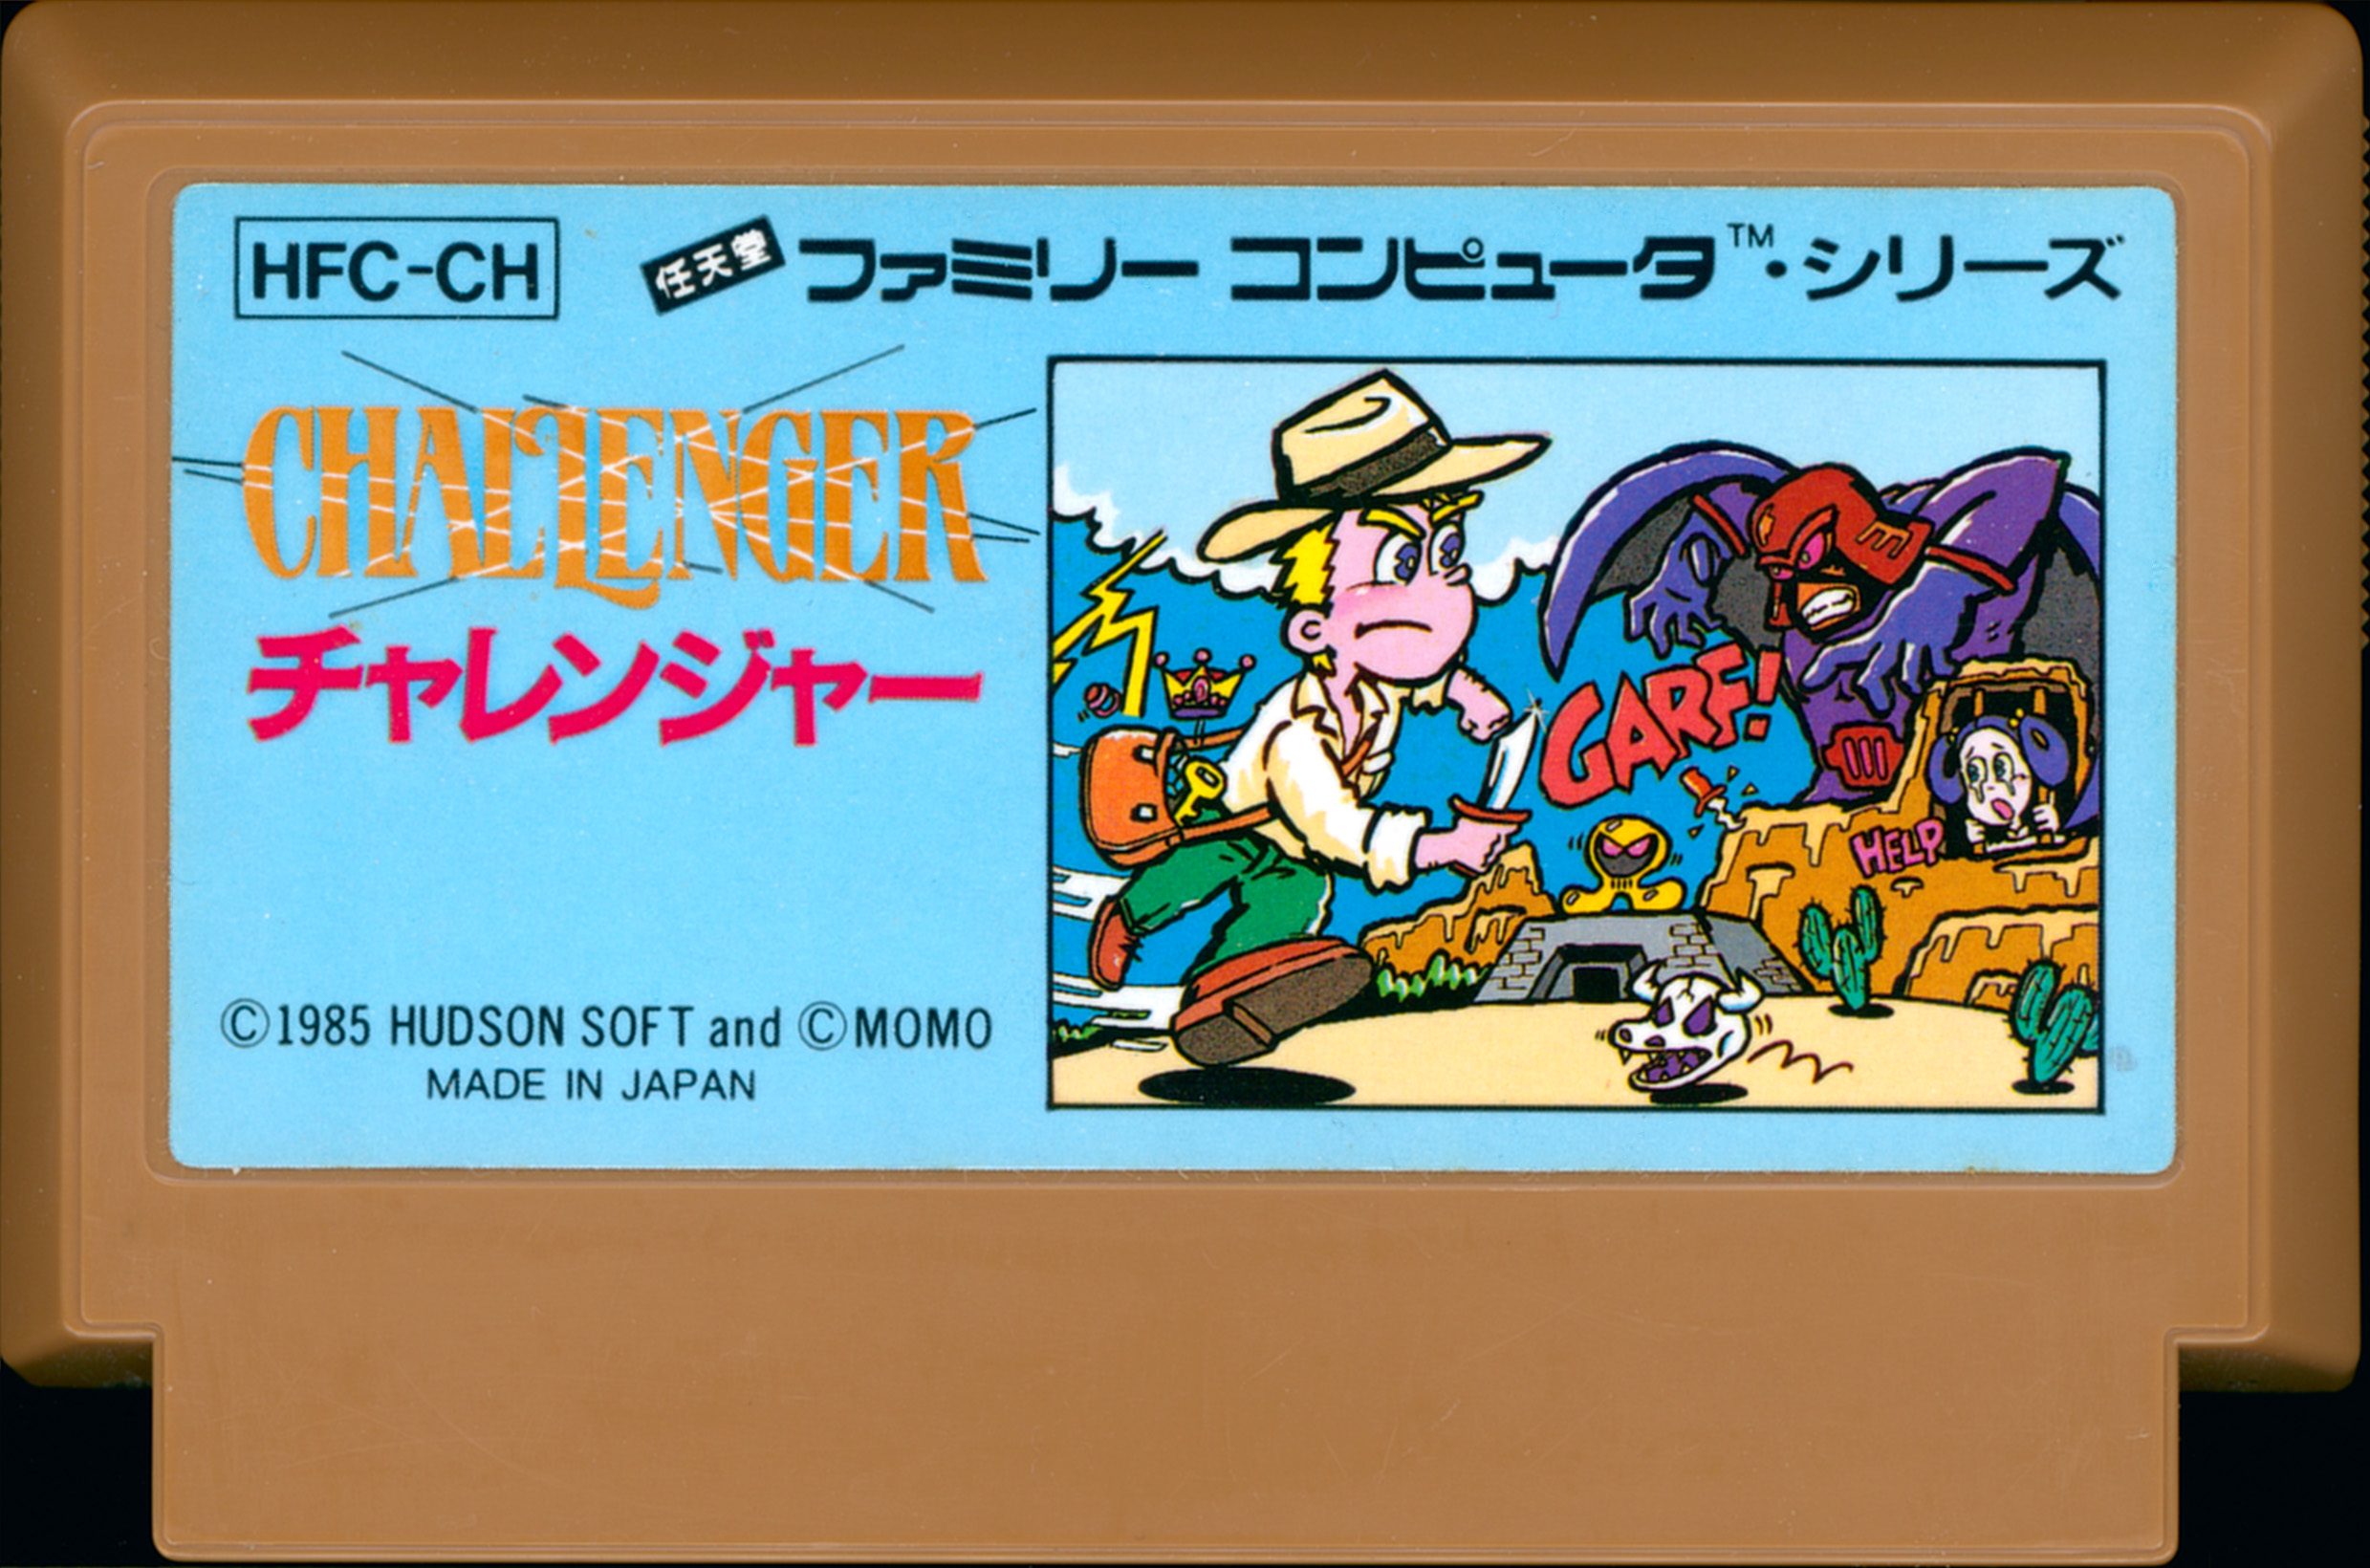 HFC-CH
任天堂 ファミリー コンピュータ™・シリーズ
CHALLENGER
チャレンジャー
GARF!
HELP
©1985 HUDSON SOFT and ©MOMO
MADE IN JAPAN